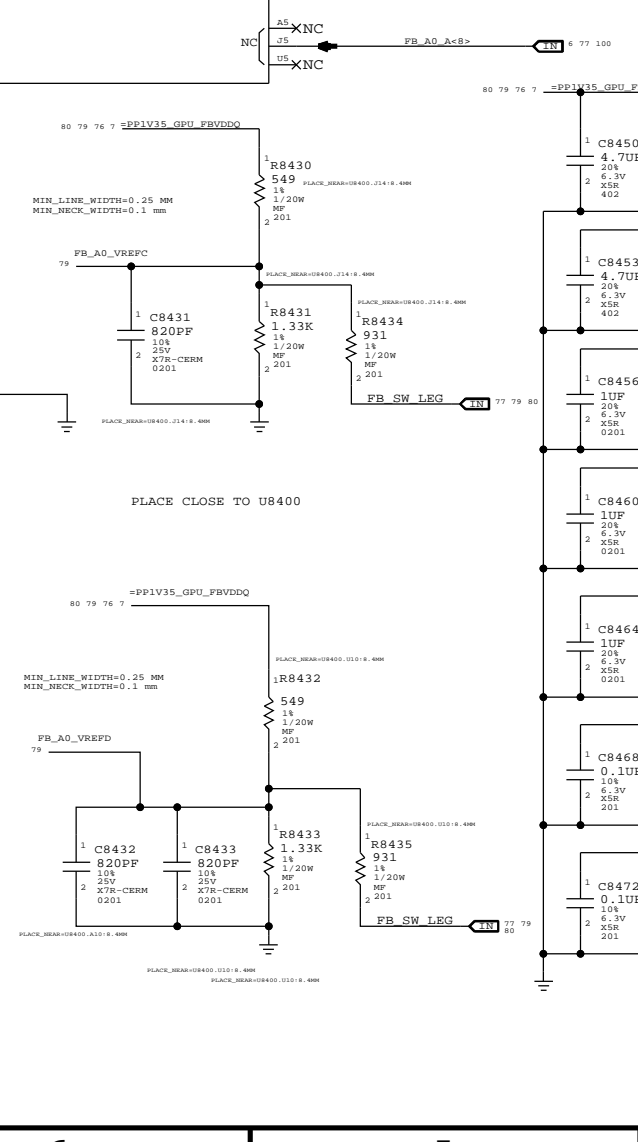 A5 NC
NC J5 FB_A0_A<8> IN 6 77 100
U5 NC
80 79 76 7 =PP1V35_GPU_F
80 79 76 7 =PP1V35_GPU_FBVDDQ
1 R8430
549 PLACE_NEAR=U8400.J14:8.4MM
1%
1/20W
MF
2 201
MIN_LINE_WIDTH=0.25 MM
MIN_NECK_WIDTH=0.1 mm
FB_A0_VREFC
79
PLACE_NEAR=U8400.J14:8.4MM
1 C8431
820PF
10%
25V
2 X7R-CERM
0201
1 R8431
1.33K
1%
1/20W
MF
2 201
PLACE_NEAR=U8400.J14:8.4MM
1 R8434
931
1%
1/20W
MF
2 201
FB_SW_LEG IN 77 79 80
PLACE_NEAR=U8400.J14:8.4MM
PLACE CLOSE TO U8400
=PP1V35_GPU_FBVDDQ
80 79 76 7
PLACE_NEAR=U8400.U10:8.4MM
1 R8432
549
1%
1/20W
MF
2 201
MIN_LINE_WIDTH=0.25 MM
MIN_NECK_WIDTH=0.1 mm
FB_A0_VREFD
79
1 C8432
820PF
10%
25V
2 X7R-CERM
0201
1 C8433
820PF
10%
25V
2 X7R-CERM
0201
1 R8433
1.33K
1%
1/20W
MF
2 201
PLACE_NEAR=U8400.U10:8.4MM
1 R8435
931
1%
1/20W
MF
2 201
FB_SW_LEG IN 77 79
80
PLACE_NEAR=U8400.A10:8.4MM
PLACE_NEAR=U8400.U10:8.4MM
PLACE_NEAR=U8400.U10:8.4MM
1 C8450
4.7UF
20%
6.3V
2 X5R
402
1 C8453
4.7UF
20%
6.3V
2 X5R
402
1 C8456
1UF
20%
6.3V
2 X5R
0201
1 C8460
1UF
20%
6.3V
2 X5R
0201
1 C8464
1UF
20%
6.3V
2 X5R
0201
1 C8468
0.1UF
10%
6.3V
2 X5R
201
1 C8472
0.1UF
10%
6.3V
2 X5R
201